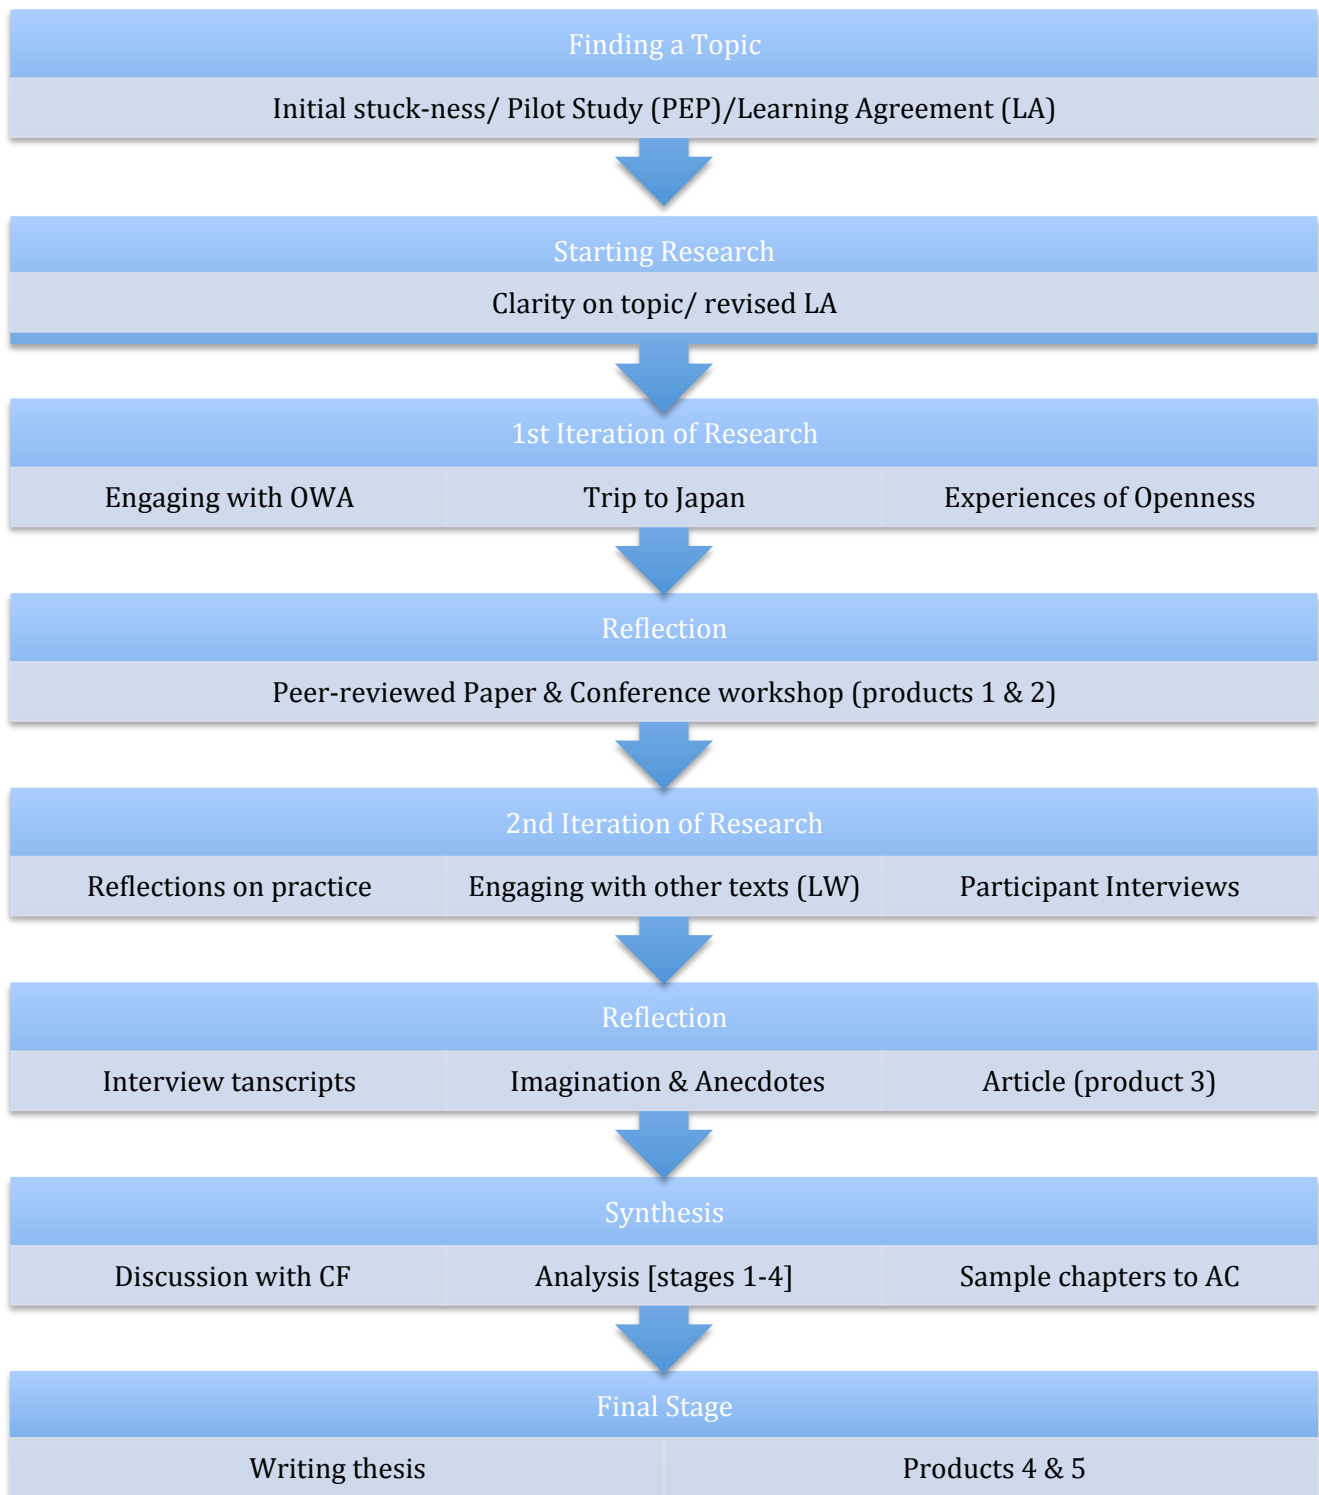 Finding a Topic
Initial stuck-ness/ Pilot Study (PEP)/Learning Agreement (LA)
Starting Research
Clarity on topic/ revised LA
1st Iteration of Research
Engaging with OWA
Trip to Japan
Experiences of Openness
Reflection
Peer-reviewed Paper & Conference workshop (products 1 & 2)
2nd Iteration of Research
Reflections on practice
Engaging with other texts (LW)
Participant Interviews
Reflection
Interview tanscripts
Imagination & Anecdotes
Article (product 3)
Synthesis
Discussion with CF
Analysis [stages 1-4]
Sample chapters to AC
Final Stage
Writing thesis
Products 4 & 5